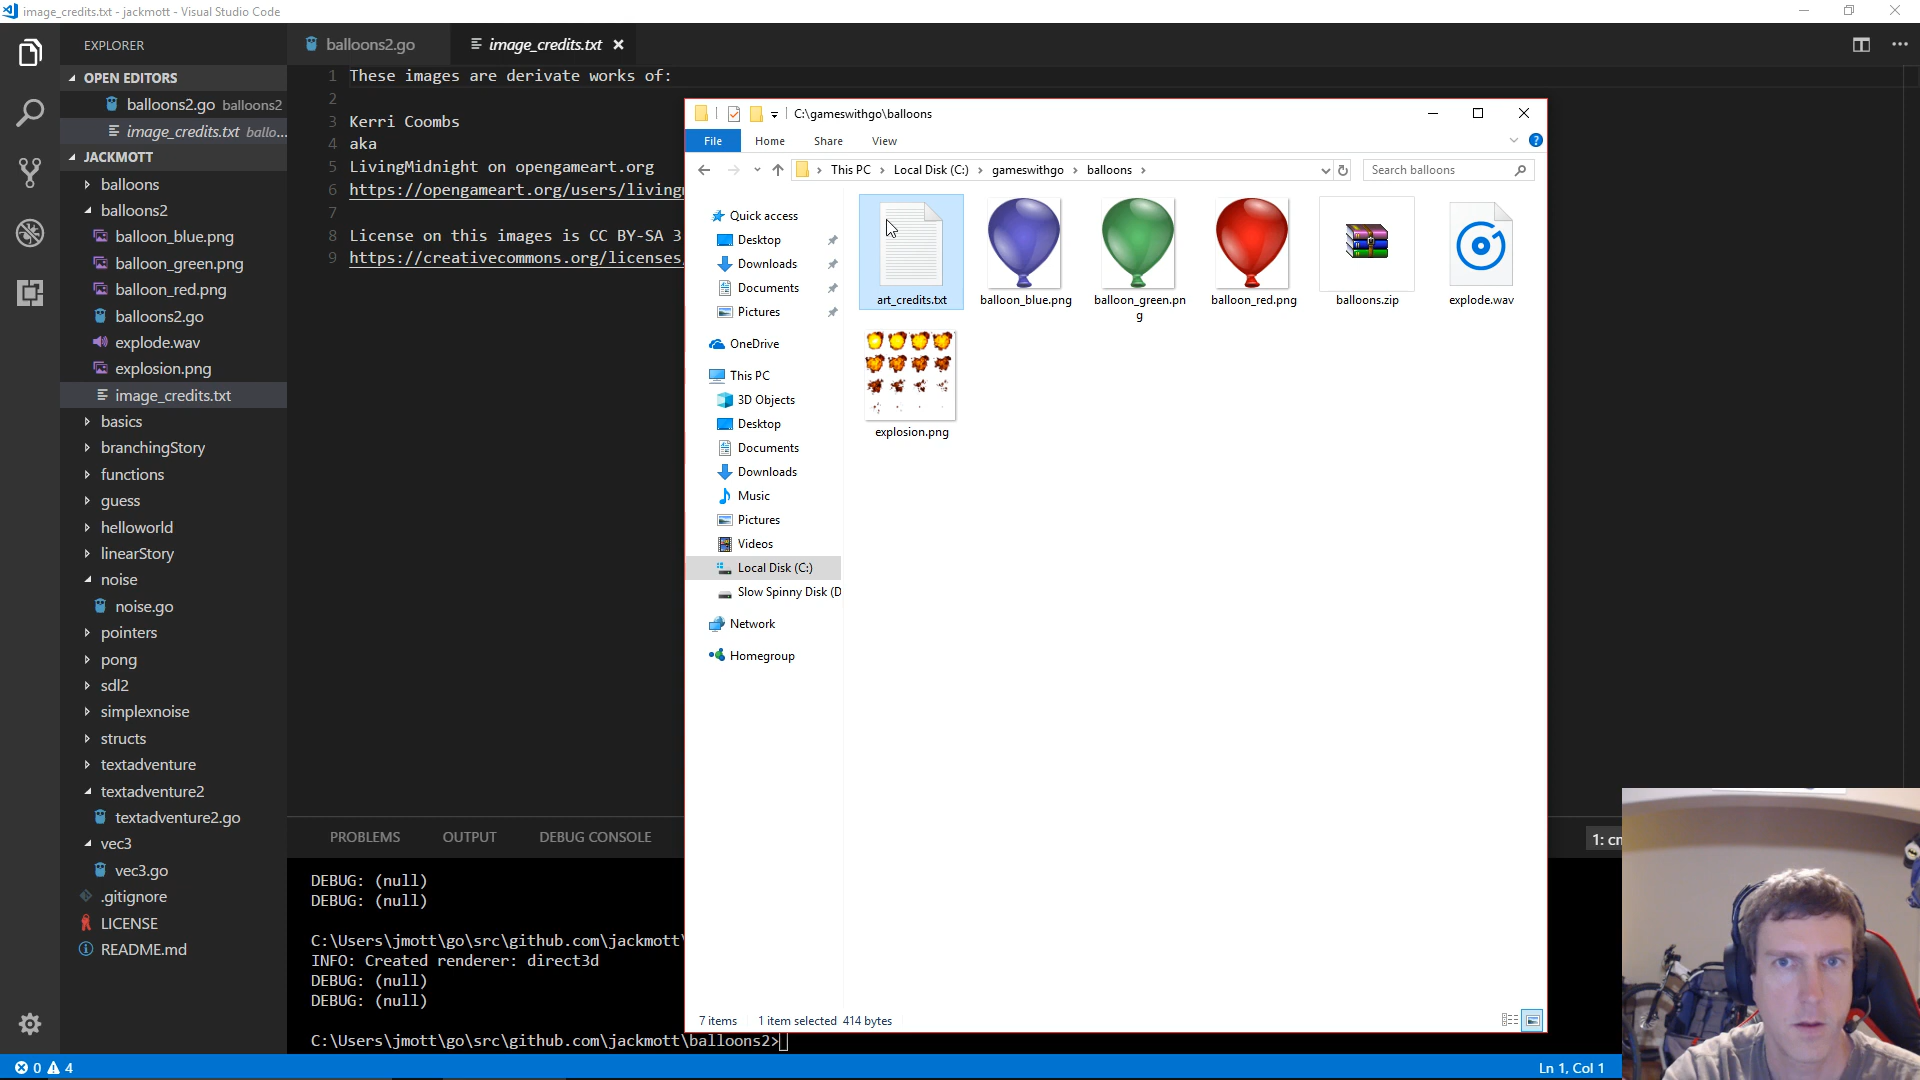 image_credits.txt - jackmott - Visual Studio Code
EXPLORER
OPEN EDITORS
balloons2.go balloons2
image_credits.txt ballo...
JACKMOTT
balloons
balloons2
balloon_blue.png
balloon_green.png
balloon_red.png
balloons2.go
explode.wav
explosion.png
image_credits.txt
basics
branchingStory
functions
guess
helloworld
linearStory
noise
noise.go
pointers
pong
sdl2
simplexnoise
structs
textadventure
textadventure2
textadventure2.go
vec3
vec3.go
.gitignore
LICENSE
README.md
balloons2.go
image_credits.txt
1 These images are derivate works of:
2
3 Kerri Coombs
4 aka
5 LivingMidnight on opengameart.org
6 https://opengameart.org/users/living
7
8 License on this images is CC BY-SA 3
9 https://creativecommons.org/licenses
PROBLEMS OUTPUT DEBUG CONSOLE
1: cm
DEBUG: (null)
DEBUG: (null)
C:\Users\jmott\go\src\github.com\jackmott\
INFO: Created renderer: direct3d
DEBUG: (null)
DEBUG: (null)
C:\Users\jmott\go\src\github.com\jackmott\balloons2>
C:\gameswithgo\balloons
File Home Share View
This PC Local Disk (C:) gameswithgo balloons
Search balloons
Quick access
Desktop
Downloads
Documents
Pictures
OneDrive
This PC
3D Objects
Desktop
Documents
Downloads
Music
Pictures
Videos
Local Disk (C:)
Slow Spinny Disk (D
Network
Homegroup
art_credits.txt
balloon_blue.png
balloon_green.pn
g
balloon_red.png
balloons.zip
explode.wav
explosion.png
7 items 1 item selected 414 bytes
0 4
Ln 1, Col 1